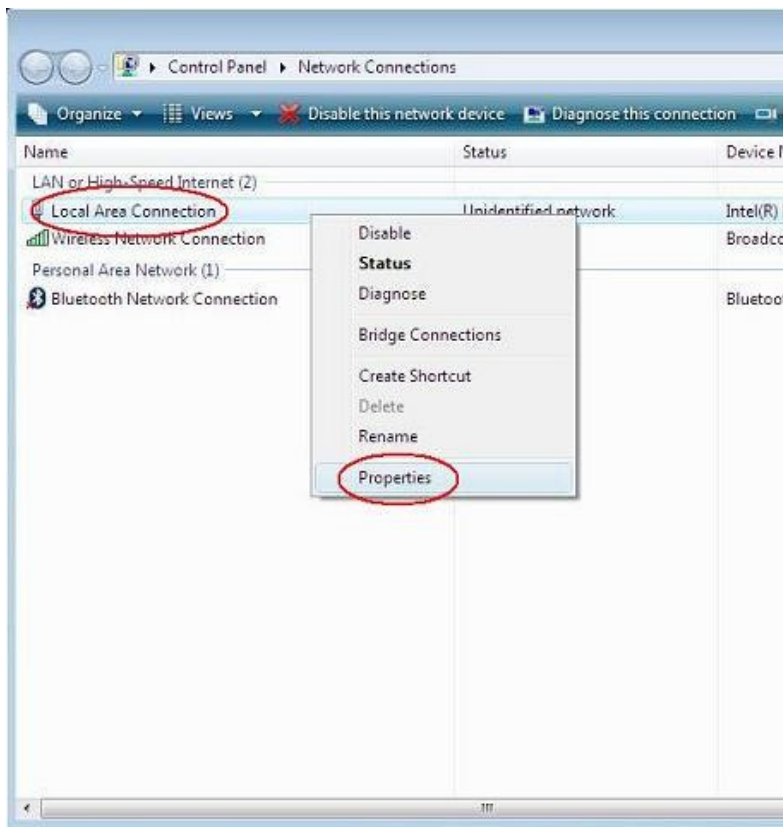 Control Panel Network Connections
Organize Views Disable this network device Diagnose this connection
Name Status Device
LAN or High-Speed Internet (2)
Local Area Connection Unidentified network Intel(R)
Wireless Network Connection Broadc
Personal Area Network (1)
Bluetooth Network Connection Bluetoo
Disable
Status
Diagnose
Bridge Connections
Create Shortcut
Delete
Rename
Properties